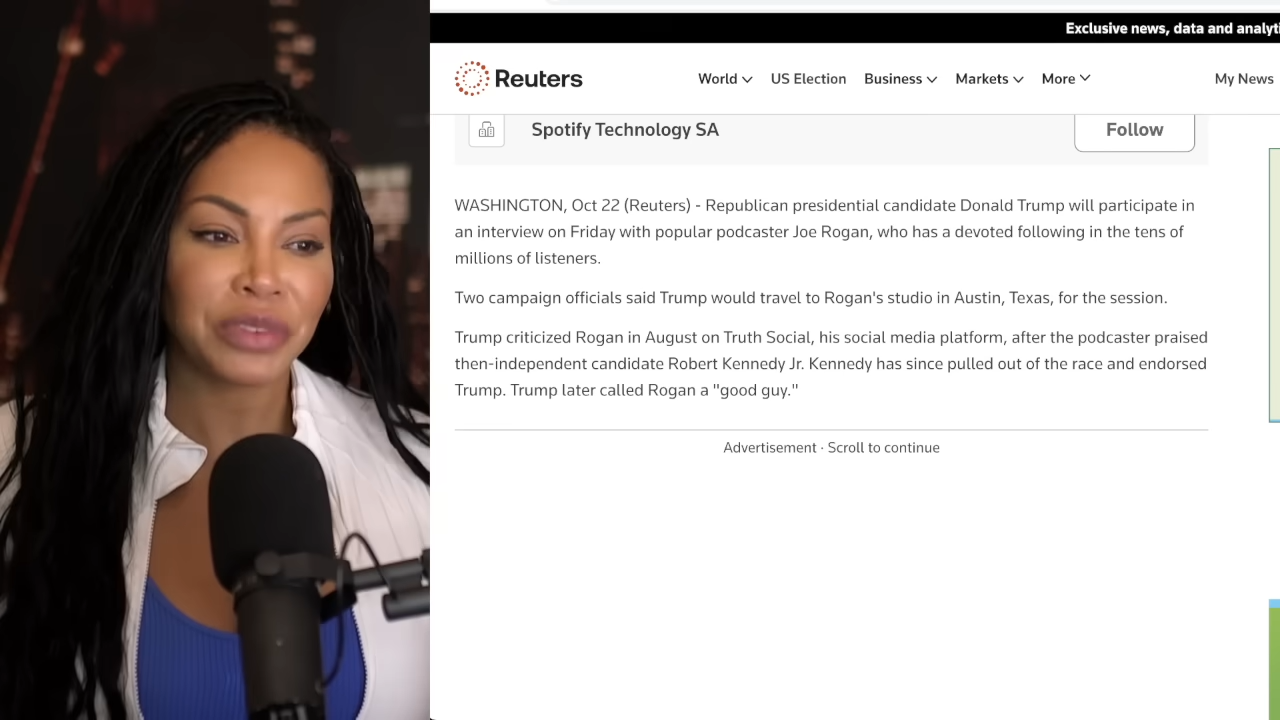 Exclusive news, data and analyti
Reuters
World
US Election
Business
Markets
More
My News
Spotify Technology SA
Follow
WASHINGTON, Oct 22 (Reuters) - Republican presidential candidate Donald Trump will participate in
an interview on Friday with popular podcaster Joe Rogan, who has a devoted following in the tens of
millions of listeners.
Two campaign officials said Trump would travel to Rogan's studio in Austin, Texas, for the session.
Trump criticized Rogan in August on Truth Social, his social media platform, after the podcaster praised
then-independent candidate Robert Kennedy Jr. Kennedy has since pulled out of the race and endorsed
Trump. Trump later called Rogan a "good guy."
Advertisement · Scroll to continue